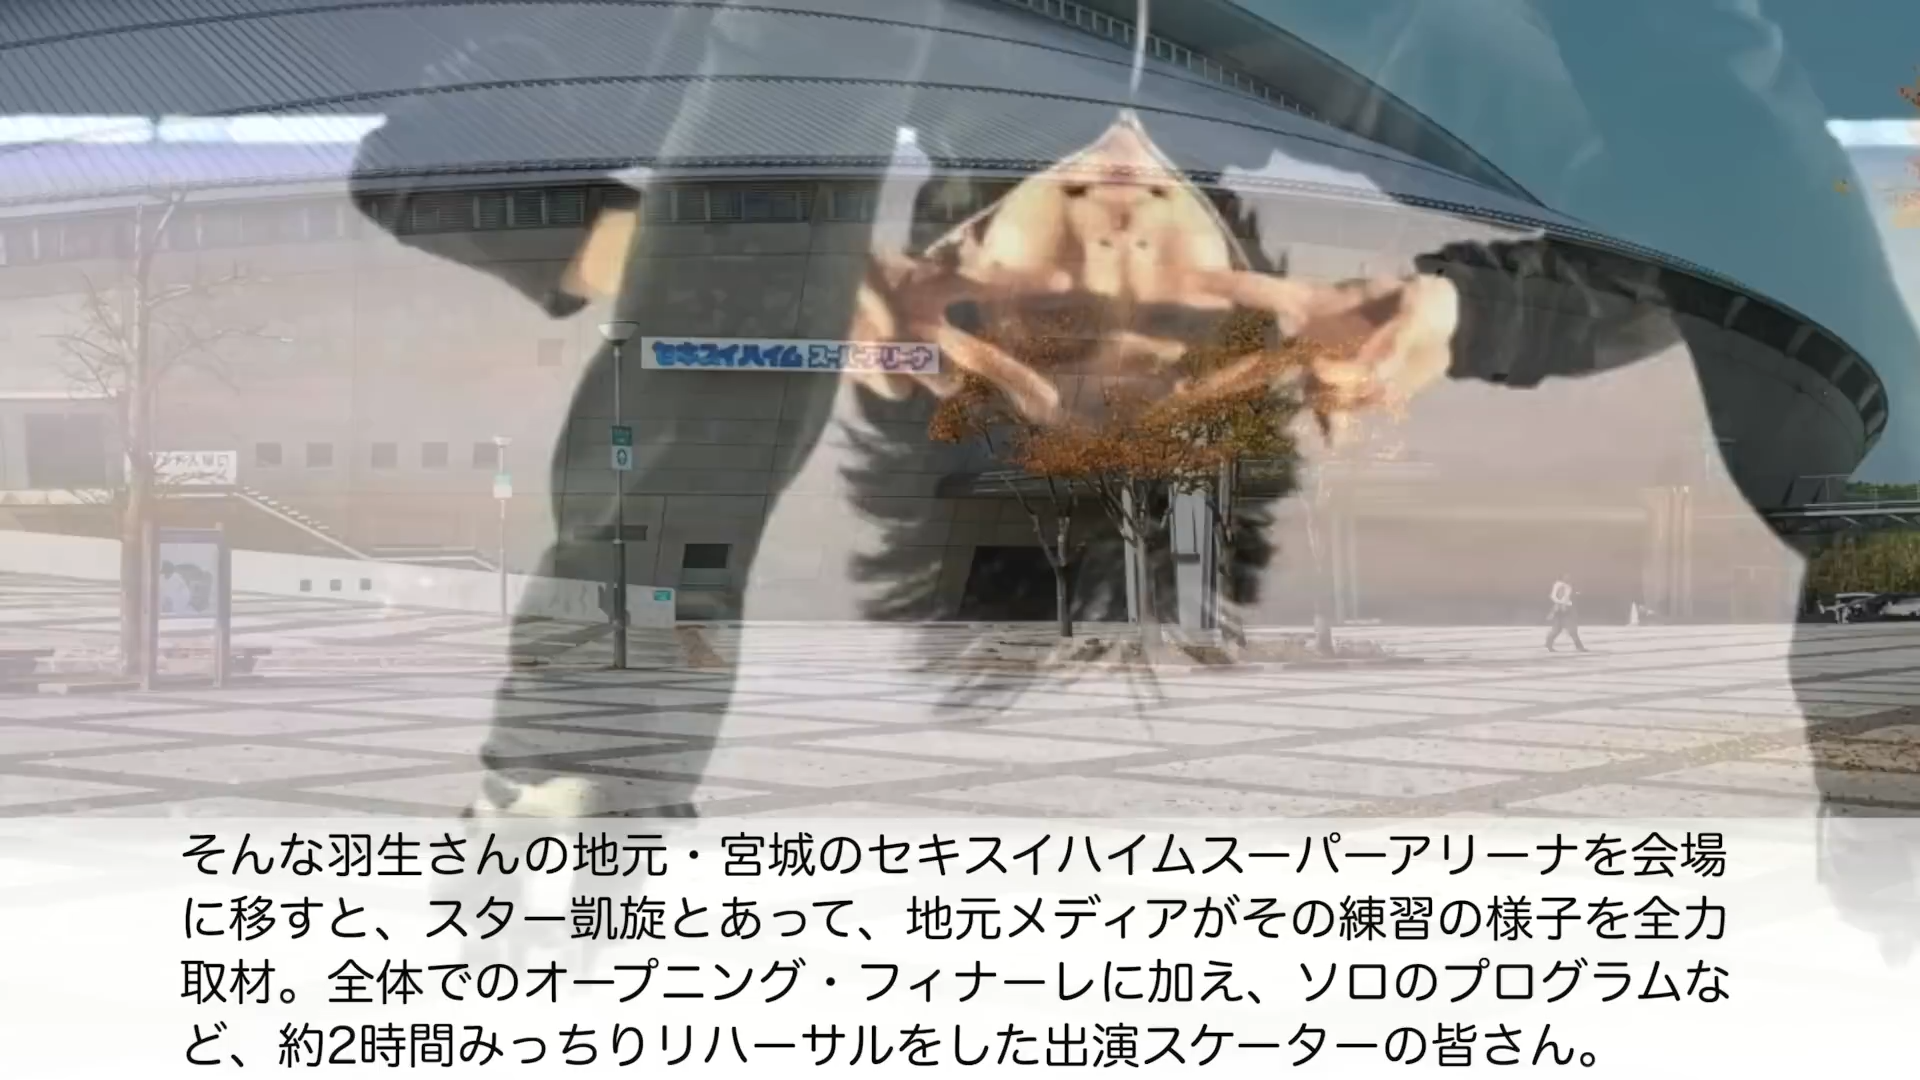 セキスイハイム スーパーアリーナ
そんな羽生さんの地元・宮城のセキスイハイムスーパーアリーナを会場
に移すと、スター凱旋とあって、地元メディアがその練習の様子を全力
取材。全体でのオープニング・フィナーレに加え、ソロのプログラムな
ど、約2時間みっちりリハーサルをした出演スケーターの皆さん。